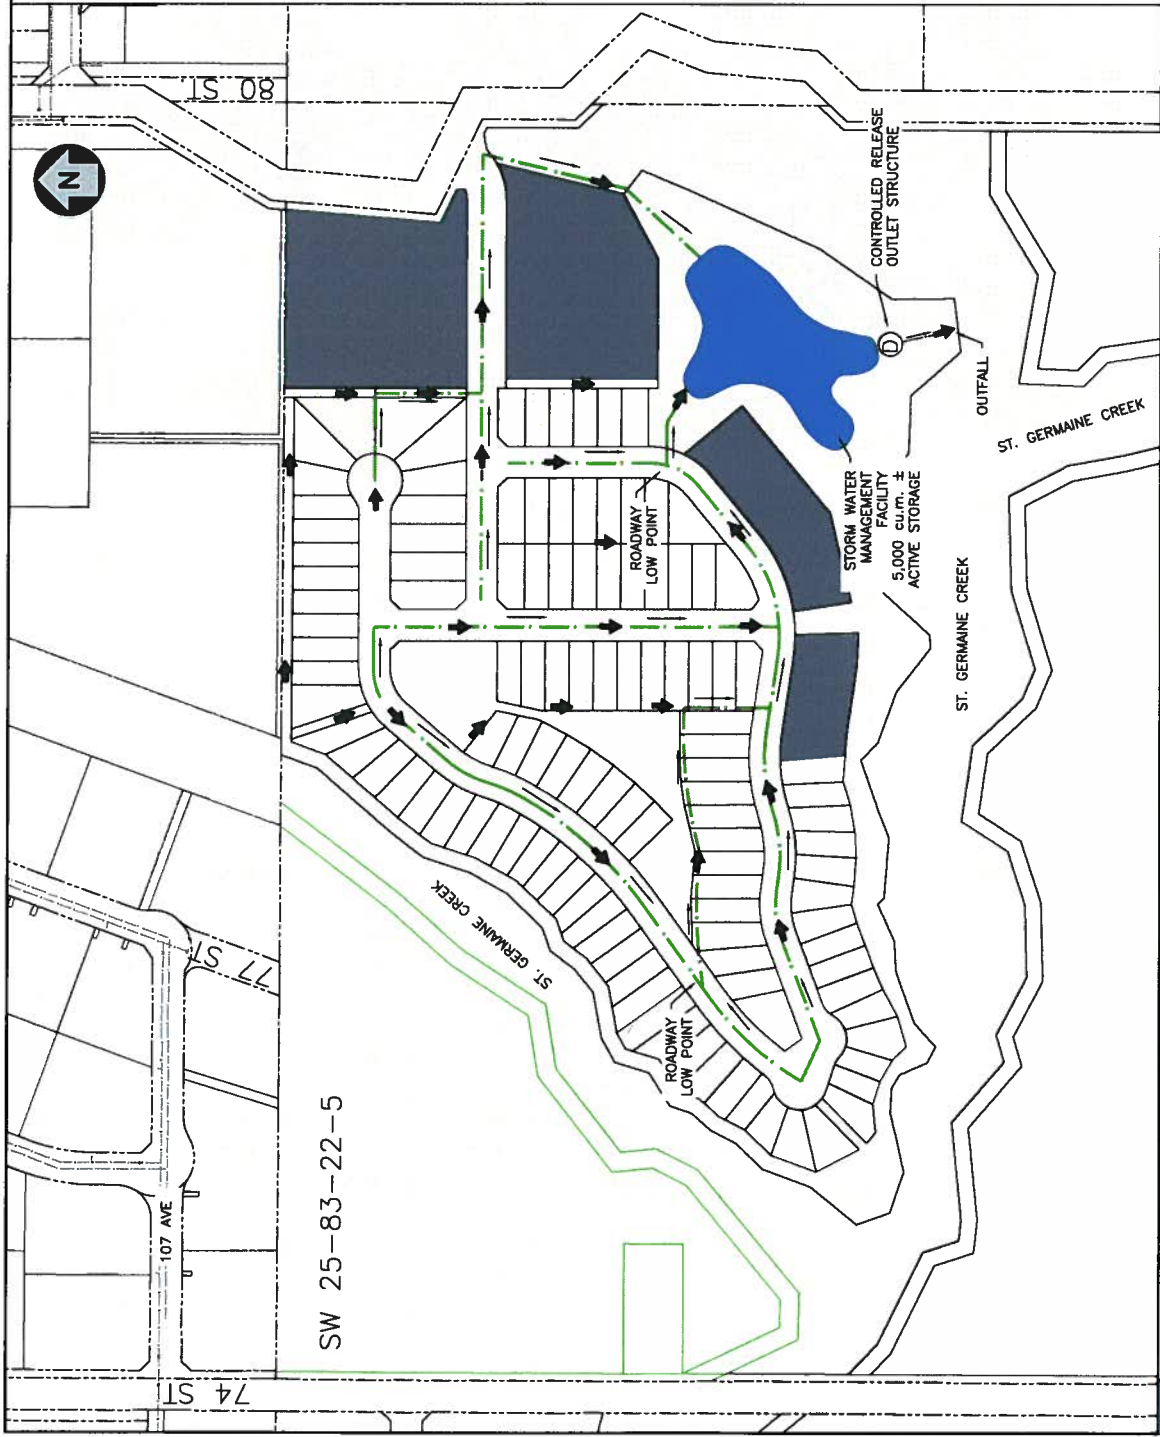 80 ST.
N
CONTROLLED RELEASE
OUTLET STRUCTURE
D
OUTFALL
ST. GERMAINE CREEK
STORM WATER
MANAGEMENT
FACILITY
5,000 cu.m. ±
ACTIVE STORAGE
ROADWAY
LOW POINT
ST. GERMAINE CREEK
ST. GERMAINE CREEK
ROADWAY
LOW POINT
77 ST
107 AVE
SW 25-83-22-5
74 ST